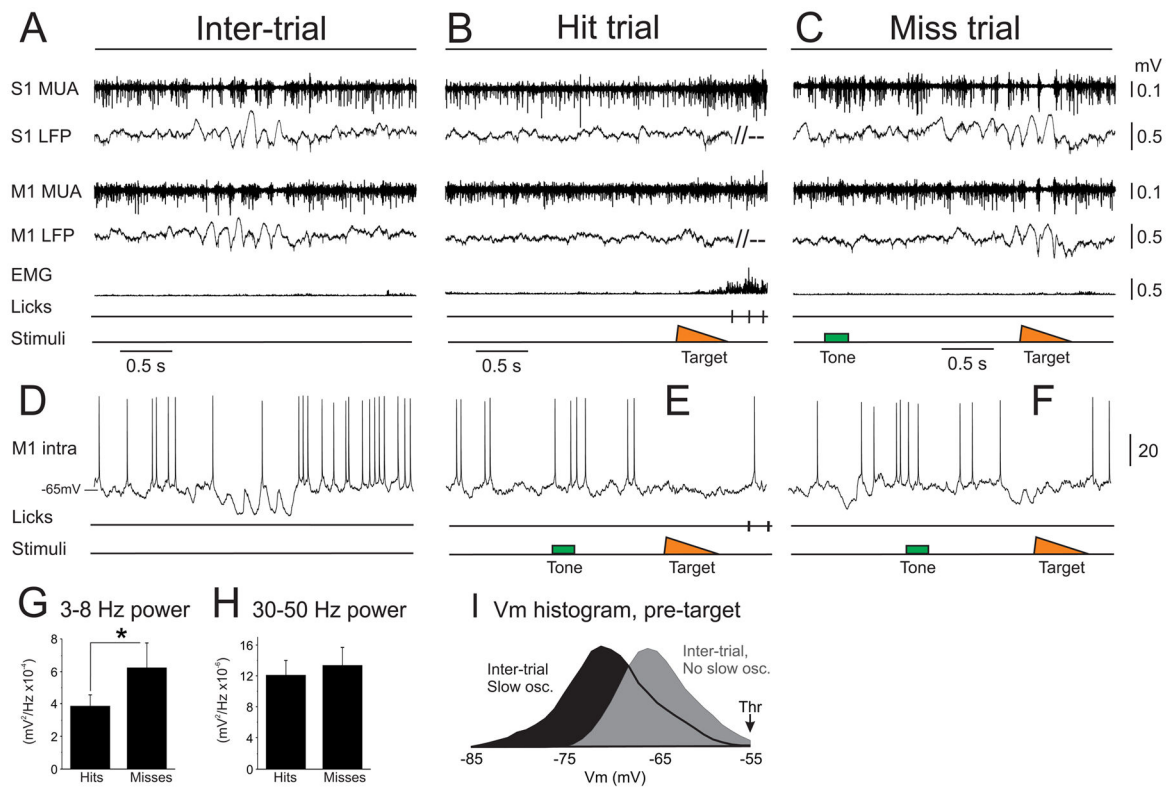 A Inter-trial B Hit trial C Miss trial
mV
S1 MUA 0.1
S1 LFP //-- 0.5
M1 MUA 0.1
M1 LFP //-- 0.5
EMG 0.5
Licks
Stimuli
0.5 s 0.5 s Target Tone 0.5 s Target
D E F
M1 intra 20
-65mV
Licks
Stimuli
Tone Target Tone Target
G 3-8 Hz power H 30-50 Hz power I Vm histogram, pre-target
(mV²/Hz x10⁻⁴)
8
6
4
2
0
*
Hits Misses
(mV²/Hz x10⁻⁶)
16
12
8
4
0
Hits Misses
Inter-trial
Slow osc.
Inter-trial,
No slow osc.
Thr
-85 -75 -65 -55
Vm (mV)